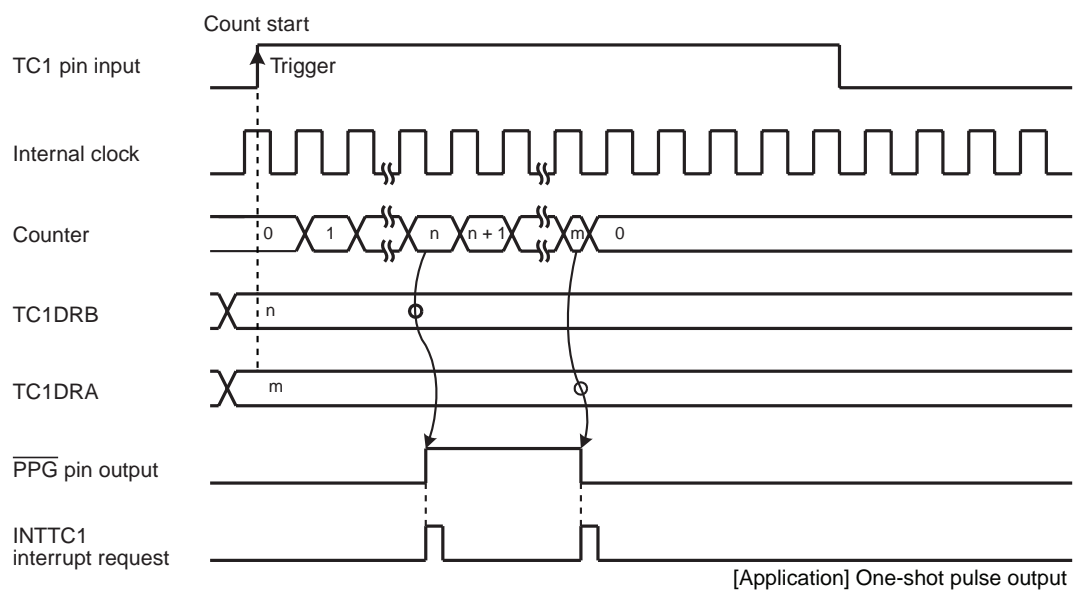 Count start
TC1 pin input
Trigger
Internal clock
Counter
0 1 n n + 1 m 0
TC1DRB
n
TC1DRA
m
PPG pin output
INTTC1
interrupt request
[Application] One-shot pulse output